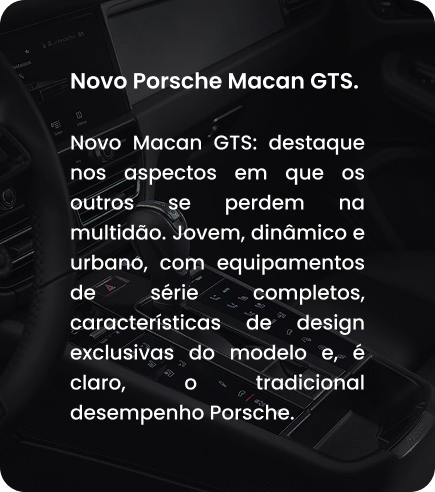 Novo Porsche Macan GTS.
Novo Macan GTS: destaque
nos aspectos em que os
outros se perdem na
multidão. Jovem, dinâmico e
urbano, com equipamentos
de série completos,
características de design
exclusivas do modelo e, é
claro, o tradicional
desempenho Porsche.